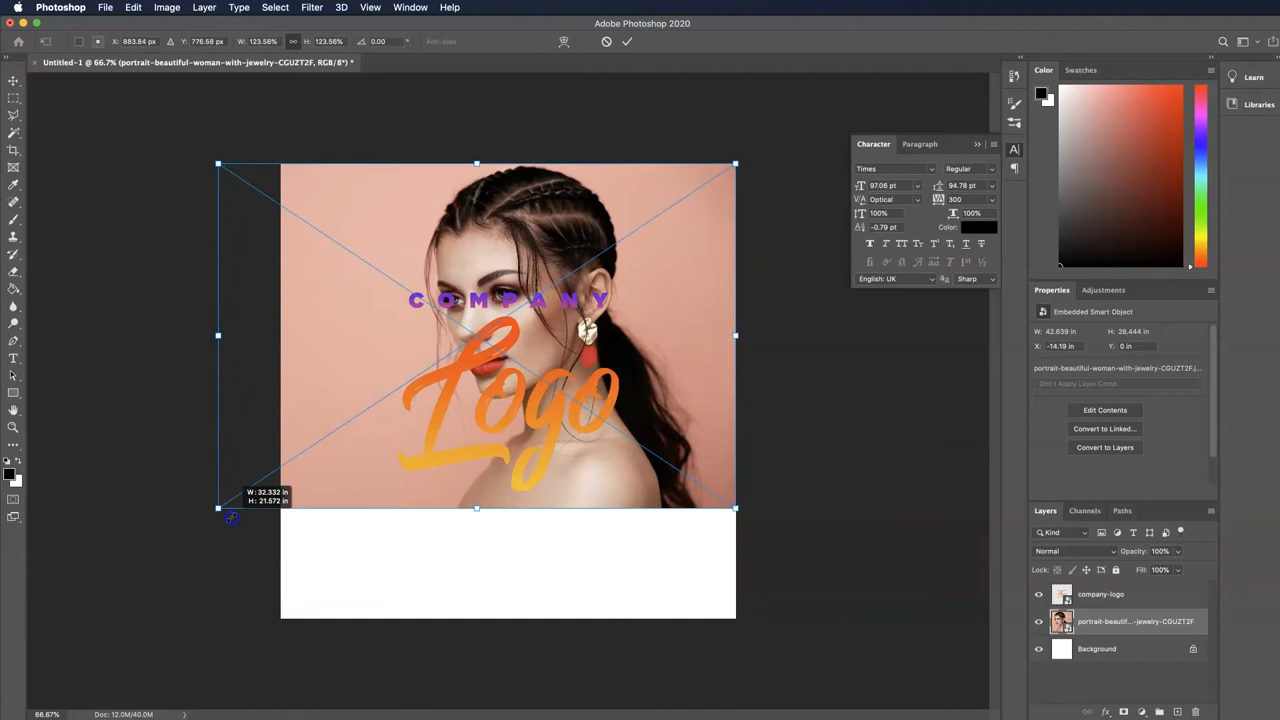 Photoshop File Edit Image Layer Type Select Filter 3D View Window Help
Adobe Photoshop 2020
X: 883.84 px Y: 776.58 px W: 123.56% H: 123.56% 0.00 ° Anti-alias
Untitled-1 @ 66.7% (portrait-beautiful-woman-with-jewelry-CGUZT2F, RGB/8*) *
Color Swatches
Learn
Libraries
Character Paragraph
Times Regular
97.06 pt 94.78 pt
Optical 300
100% 100%
-0.79 pt Color:
English: UK Sharp
COMPANY
Logo
W: 32.332 in
H: 21.572 in
Properties Adjustments
Embedded Smart Object
W: 42.639 in H: 28.444 in
X: -14.19 in Y: 0 in
portrait-beautiful-woman-with-jewelry-CGUZT2F.j...
Don't Apply Layer Comp
Edit Contents
Convert to Linked...
Convert to Layers
Layers Channels Paths
Kind
Normal Opacity: 100%
Lock: Fill: 100%
company-logo
portrait-beautif...-jewelry-CGUZT2F
Background
66.67% Doc: 12.0M/40.0M